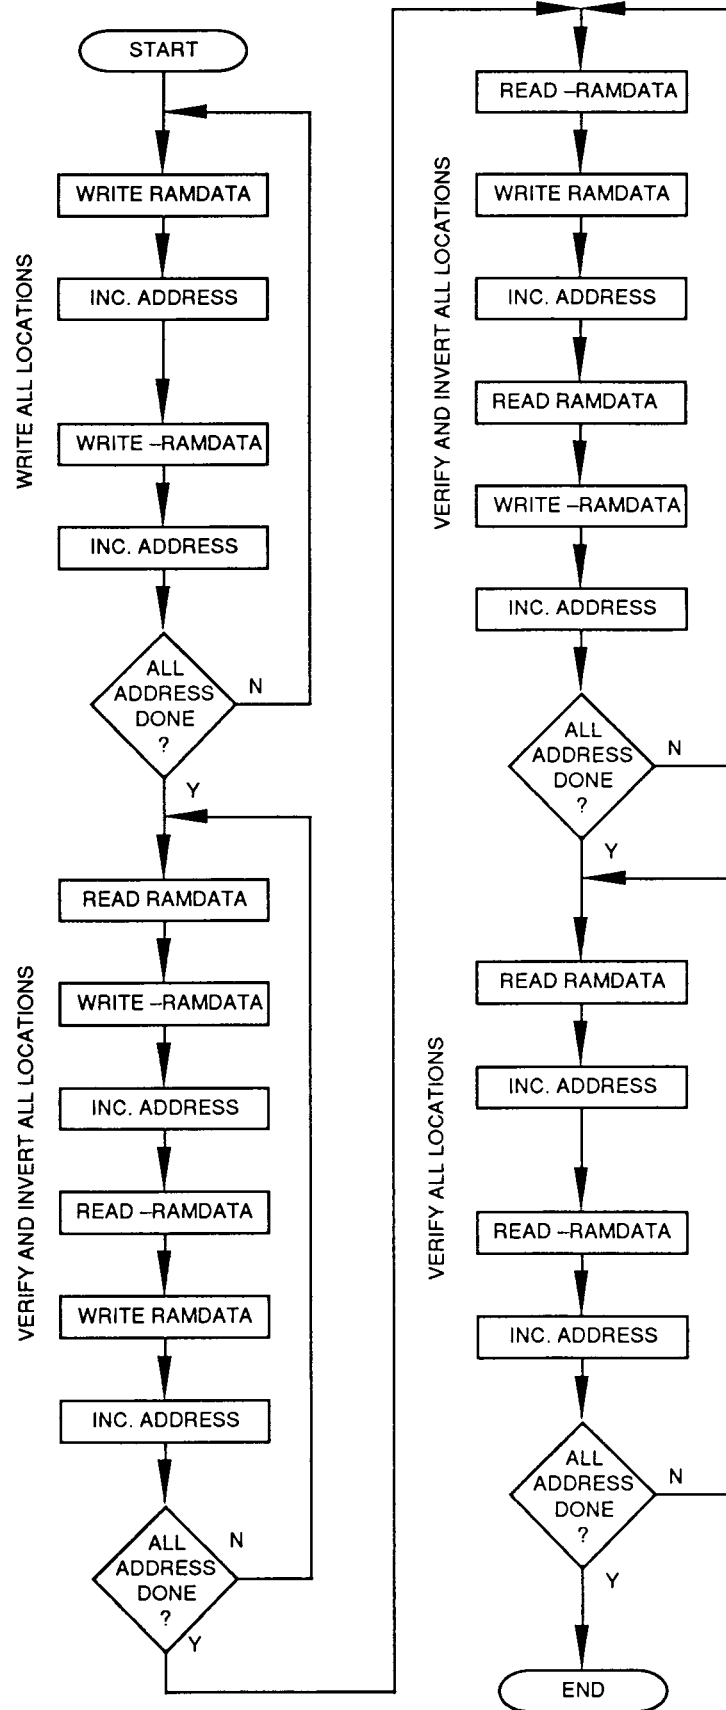 START
WRITE RAMDATA
INC. ADDRESS
WRITE –RAMDATA
INC. ADDRESS
ALL
ADDRESS
DONE
?
N
Y
WRITE ALL LOCATIONS
READ RAMDATA
WRITE –RAMDATA
INC. ADDRESS
READ –RAMDATA
WRITE RAMDATA
INC. ADDRESS
ALL
ADDRESS
DONE
?
N
Y
VERIFY AND INVERT ALL LOCATIONS
READ –RAMDATA
WRITE RAMDATA
INC. ADDRESS
READ RAMDATA
WRITE –RAMDATA
INC. ADDRESS
ALL
ADDRESS
DONE
?
N
Y
VERIFY AND INVERT ALL LOCATIONS
READ RAMDATA
INC. ADDRESS
READ –RAMDATA
INC. ADDRESS
ALL
ADDRESS
DONE
?
N
Y
VERIFY ALL LOCATIONS
END